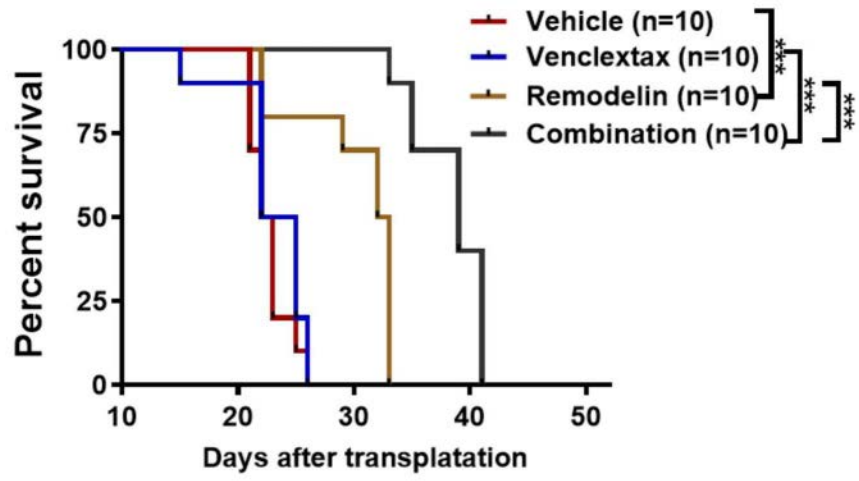 Vehicle (n=10)
Venclextax (n=10)
Remodelin (n=10)
Combination (n=10)
***
***
***
Percent survival
100
75
50
25
0
10 20 30 40 50
Days after transplatation